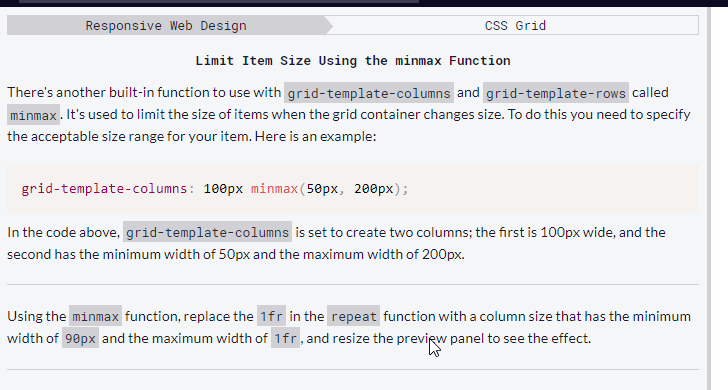 Responsive Web Design
CSS Grid
Limit Item Size Using the minmax Function
There's another built-in function to use with grid-template-columns and grid-template-rows called
minmax. It's used to limit the size of items when the grid container changes size. To do this you need to specify
the acceptable size range for your item. Here is an example:
grid-template-columns: 100px minmax(50px, 200px);
In the code above, grid-template-columns is set to create two columns; the first is 100px wide, and the
second has the minimum width of 50px and the maximum width of 200px.
Using the minmax function, replace the 1fr in the repeat function with a column size that has the minimum
width of 90px and the maximum width of 1fr, and resize the preview panel to see the effect.